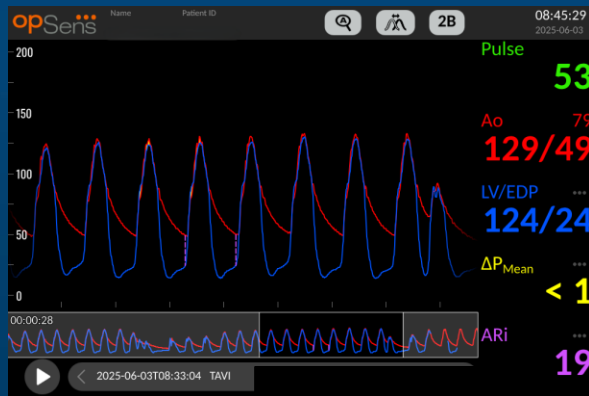 opSens
Name
Patient ID
A
2B
08:45:29
2025-06-03
200
150
100
50
0
Pulse
53
Ao 79
129/49
LV/EDP ---
124/24
ΔPMean ---
< 1
ARi ---
19
00:00:28
2025-06-03T08:33:04 TAVI